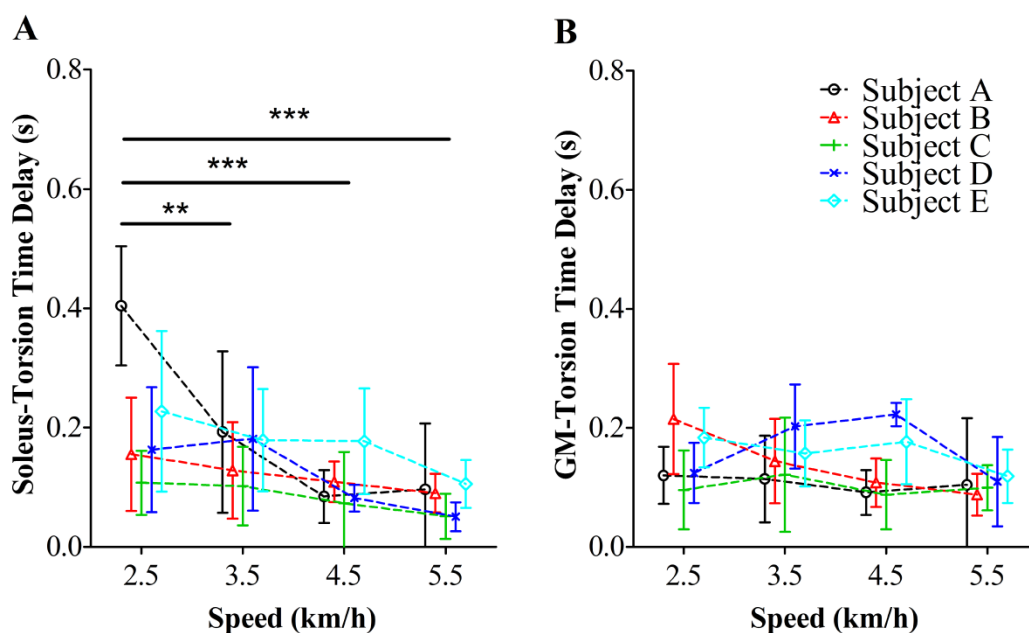 A
Soleus-Torsion Time Delay (s)
0.8
0.6
0.4
0.2
0.0
***
***
**
2.5 3.5 4.5 5.5
Speed (km/h)
B
GM-Torsion Time Delay (s)
0.8
0.6
0.4
0.2
0.0
Subject A
Subject B
Subject C
Subject D
Subject E
2.5 3.5 4.5 5.5
Speed (km/h)